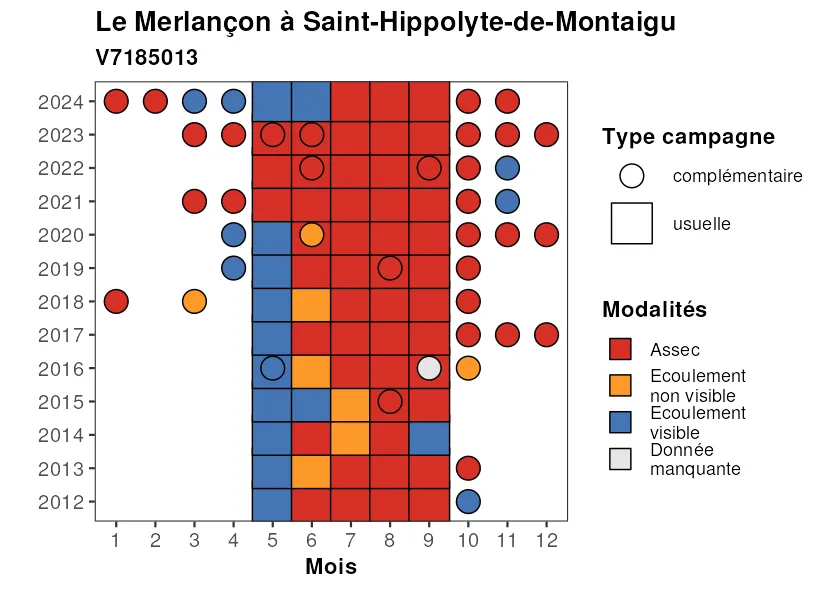 Le Merlançon à Saint-Hippolyte-de-Montaigu
V7185013
2024
2023
2022
2021
2020
2019
2018
2017
2016
2015
2014
2013
2012
1 2 3 4 5 6 7 8 9 10 11 12
Mois
Type campagne
complémentaire
usuelle
Modalités
Assec
Ecoulement
non visible
Ecoulement
visible
Donnée
manquante